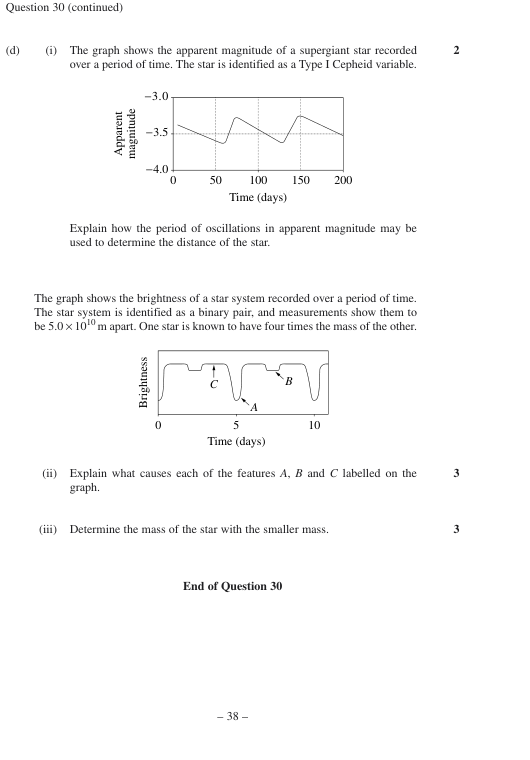 Question 30 (continued)
(d) (i) The graph shows the apparent magnitude of a supergiant star recorded 2
over a period of time. The star is identified as a Type I Cepheid variable.
−3.0
−3.5
−4.0
Apparent
magnitude
0 50 100 150 200
Time (days)
Explain how the period of oscillations in apparent magnitude may be
used to determine the distance of the star.
The graph shows the brightness of a star system recorded over a period of time.
The star system is identified as a binary pair, and measurements show them to
be 5.0 × 10¹⁰ m apart. One star is known to have four times the mass of the other.
Brightness
C
B
A
0 5 10
Time (days)
(ii) Explain what causes each of the features A, B and C labelled on the 3
graph.
(iii) Determine the mass of the star with the smaller mass. 3
End of Question 30
– 38 –